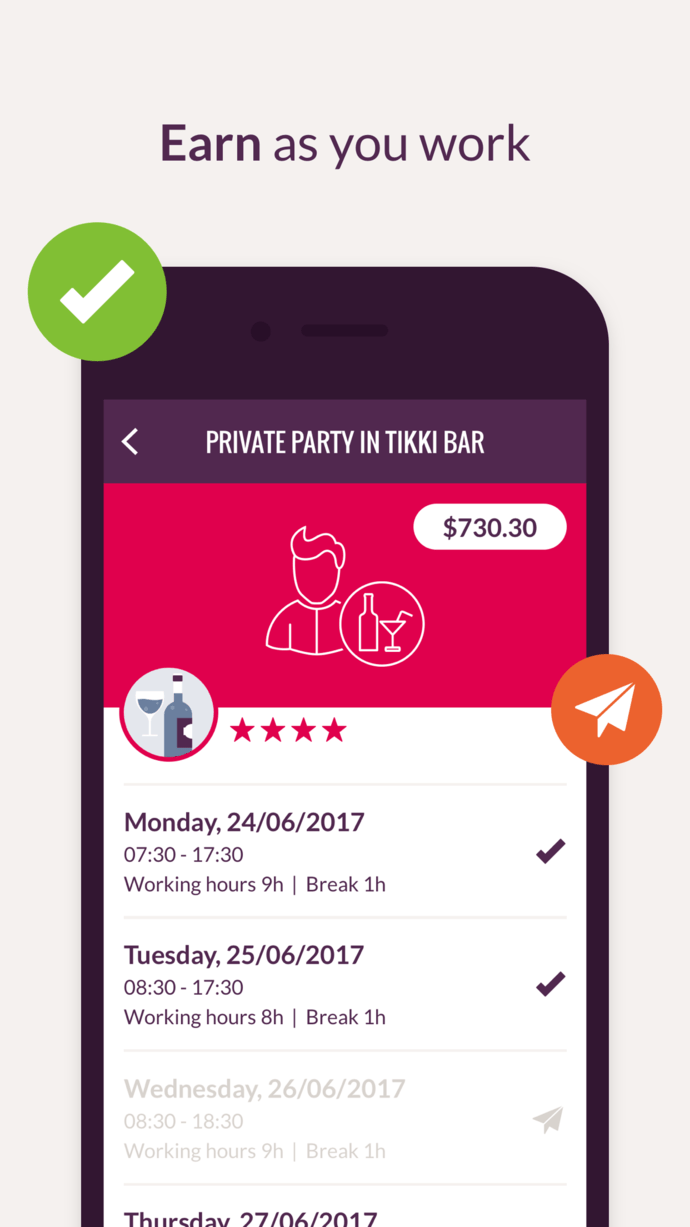 Earn as you work
PRIVATE PARTY IN TIKKI BAR
$730.30
Monday, 24/06/2017
07:30 - 17:30
Working hours 9h | Break 1h
Tuesday, 25/06/2017
08:30 - 17:30
Working hours 8h | Break 1h
Wednesday, 26/06/2017
08:30 - 18:30
Working hours 9h | Break 1h
Thursday, 27/06/2017